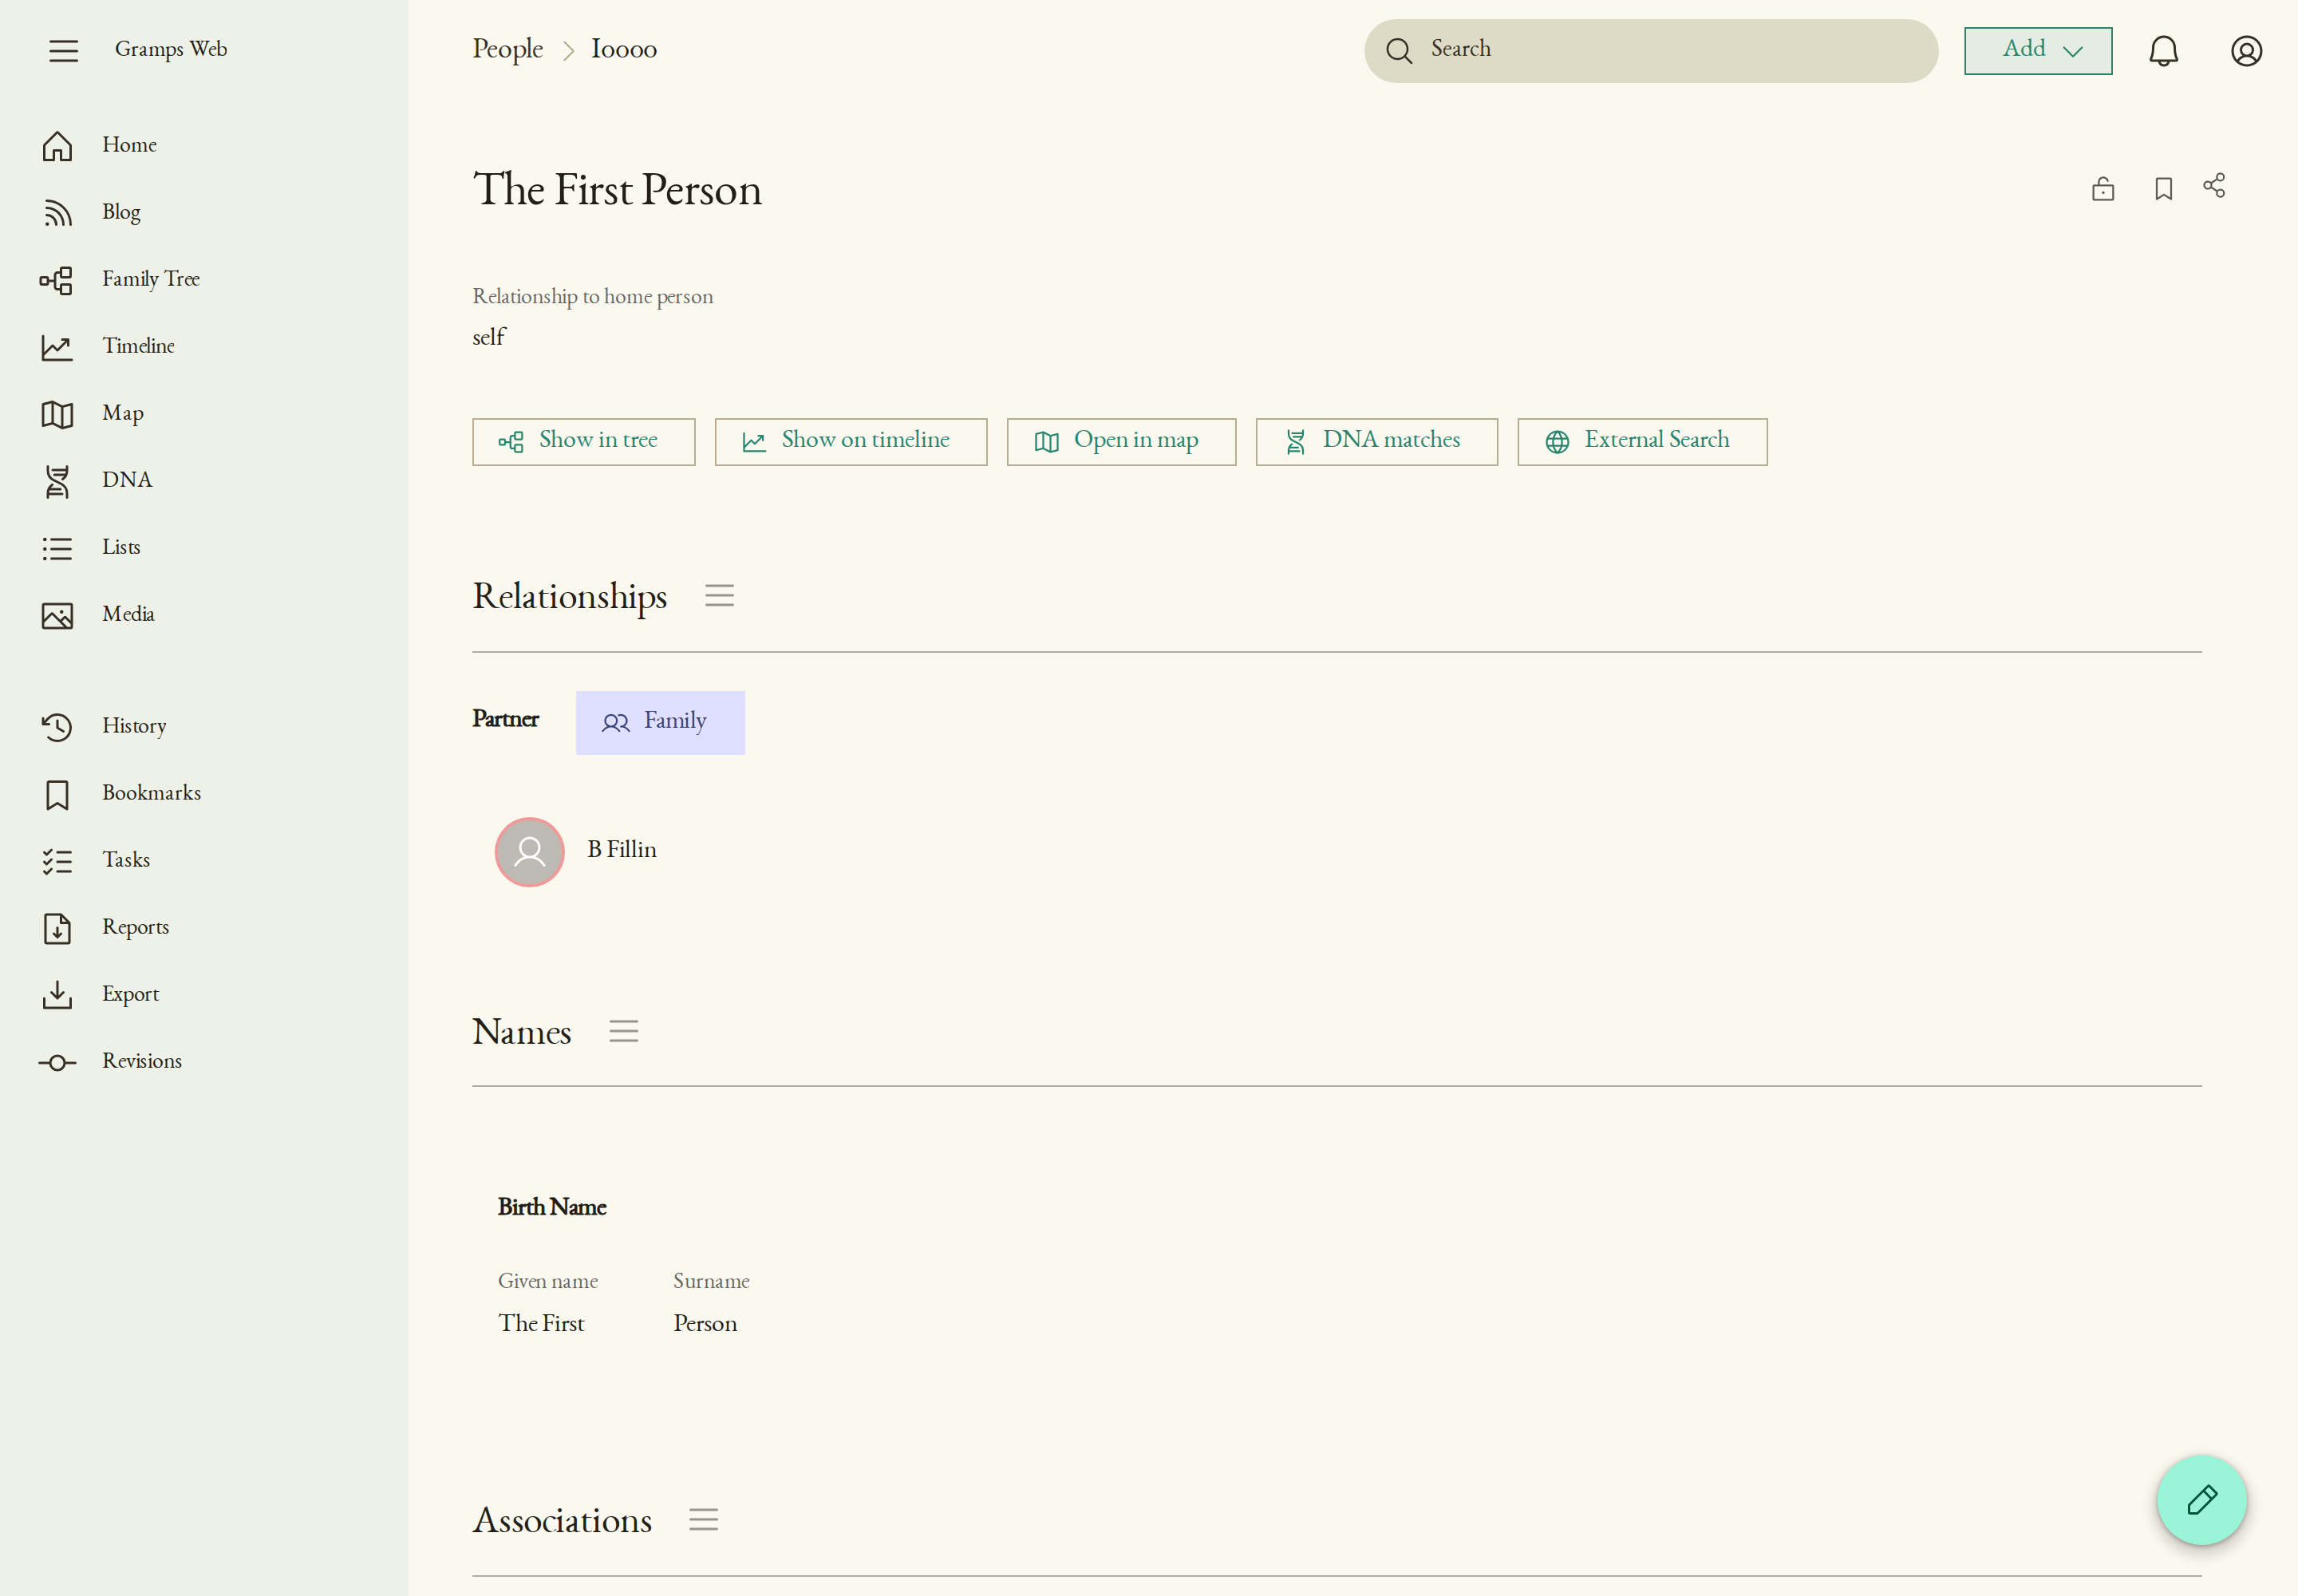 Gramps Web
Home
Blog
Family Tree
Timeline
Map
DNA
Lists
Media
History
Bookmarks
Tasks
Reports
Export
Revisions
People
I0000
Search
Add
The First Person
Relationship to home person
self
Show in tree
Show on timeline
Open in map
DNA matches
External Search
Relationships
Partner
Family
B Fillin
Names
Birth Name
Given name
Surname
The First
Person
Associations